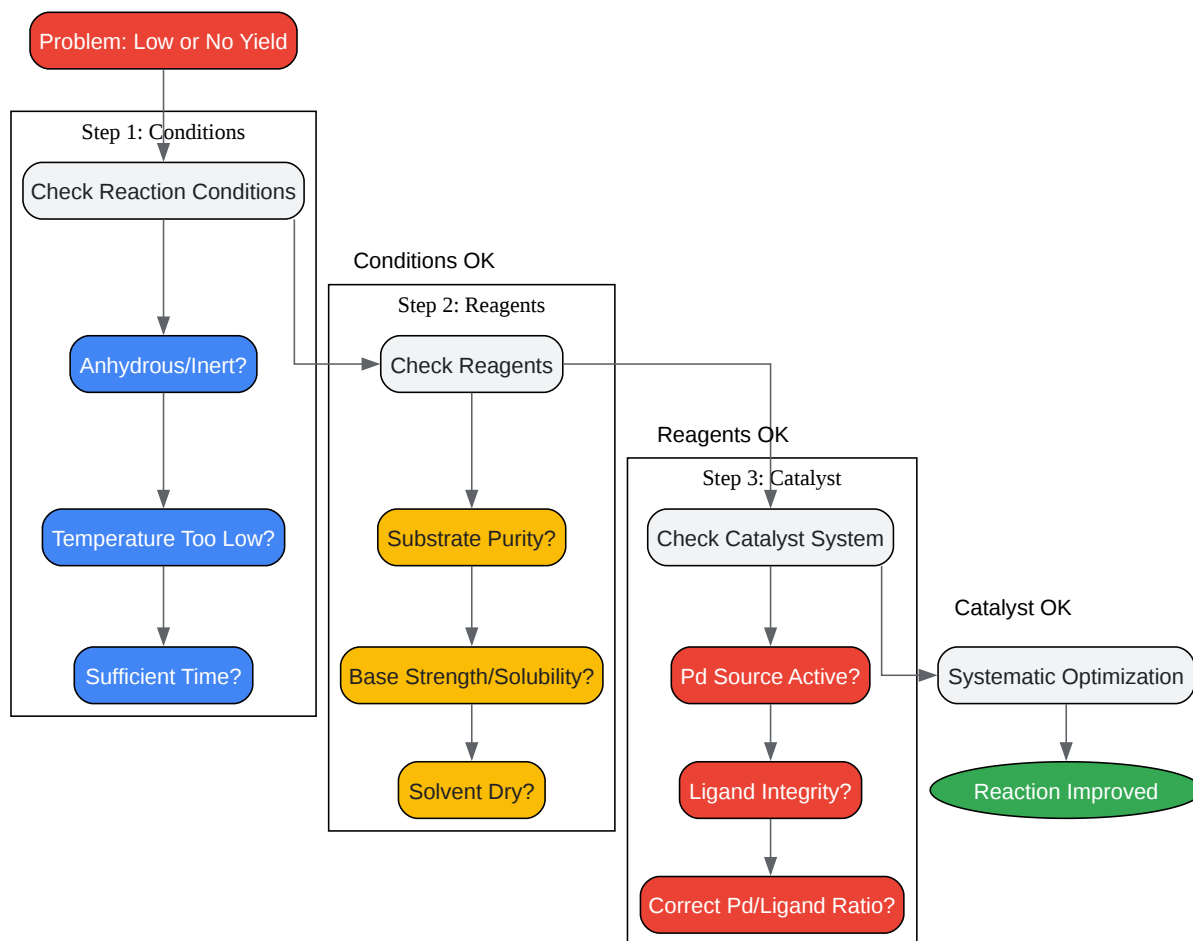 Problem: Low or No Yield
Step 1: Conditions
Check Reaction Conditions
Anhydrous/Inert?
Temperature Too Low?
Sufficient Time?
Conditions OK
Step 2: Reagents
Check Reagents
Substrate Purity?
Base Strength/Solubility?
Solvent Dry?
Reagents OK
Step 3: Catalyst
Check Catalyst System
Pd Source Active?
Ligand Integrity?
Correct Pd/Ligand Ratio?
Catalyst OK
Systematic Optimization
Reaction Improved